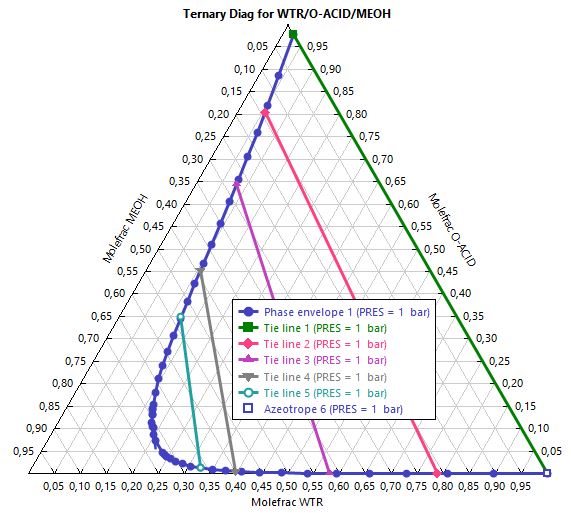 Ternary Diag for WTR/O-ACID/MEOH
0,05 0,95
0,10 0,90
0,15 0,85
0,20 0,80
0,25 0,75
0,30 0,70
0,35 0,65
0,40 0,60
0,45 0,55
0,50 0,50
0,55 0,45
0,60 0,40
0,65 0,35
0,70 0,30
0,75 0,25
0,80 0,20
0,85 0,15
0,90 0,10
0,95 0,05
Molefrac MEOH
Molefrac O-ACID
Phase envelope 1 (PRES = 1 bar)
Tie line 1 (PRES = 1 bar)
Tie line 2 (PRES = 1 bar)
Tie line 3 (PRES = 1 bar)
Tie line 4 (PRES = 1 bar)
Tie line 5 (PRES = 1 bar)
Azeotrope 6 (PRES = 1 bar)
0,05 0,10 0,15 0,20 0,25 0,30 0,35 0,40 0,45 0,50 0,55 0,60 0,65 0,70 0,75 0,80 0,85 0,90 0,95
Molefrac WTR